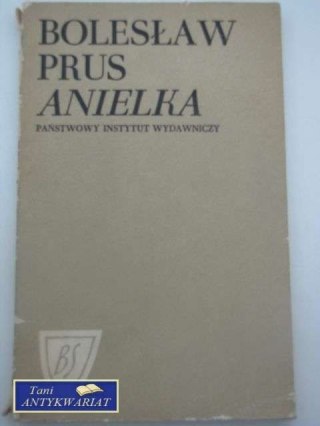 BOLESŁAW
PRUS
ANIELKA
PAŃSTWOWY INSTYTUT WYDAWNICZY
BS
Tani
ANTYKWARIAT